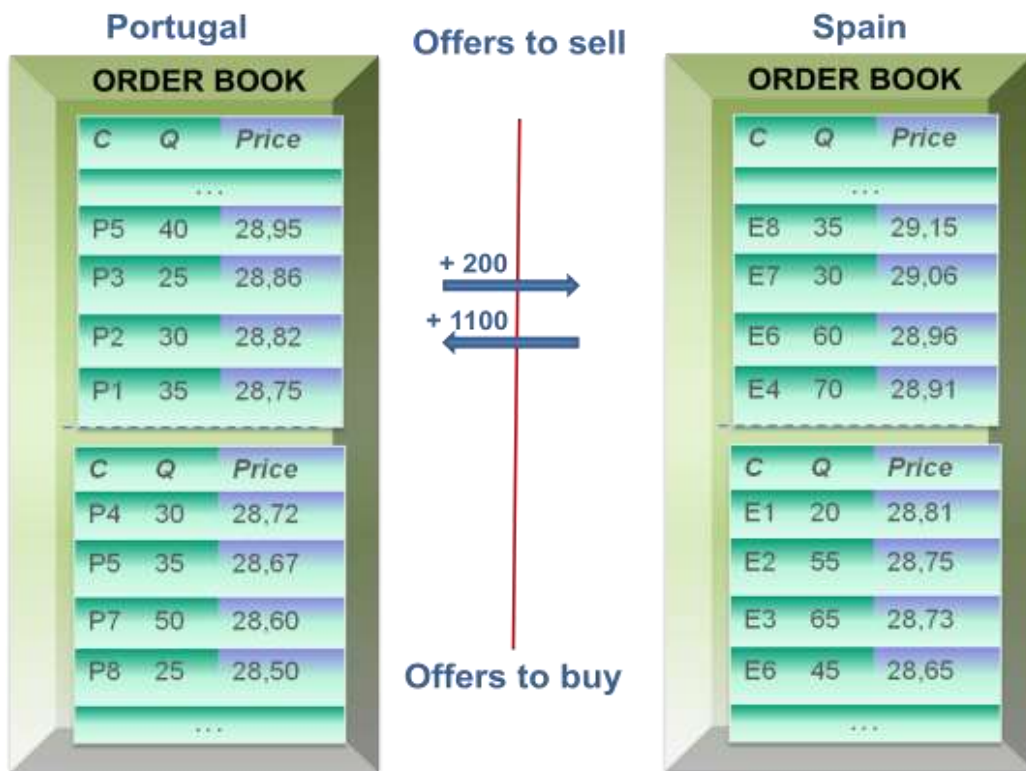 Portugal
ORDER BOOK
C Q Price
...
P5 40 28,95
P3 25 28,86
P2 30 28,82
P1 35 28,75
C Q Price
P4 30 28,72
P5 35 28,67
P7 50 28,60
P8 25 28,50
...
Offers to sell
+ 200
+ 1100
Offers to buy
Spain
ORDER BOOK
C Q Price
...
E8 35 29,15
E7 30 29,06
E6 60 28,96
E4 70 28,91
C Q Price
E1 20 28,81
E2 55 28,75
E3 65 28,73
E6 45 28,65
...